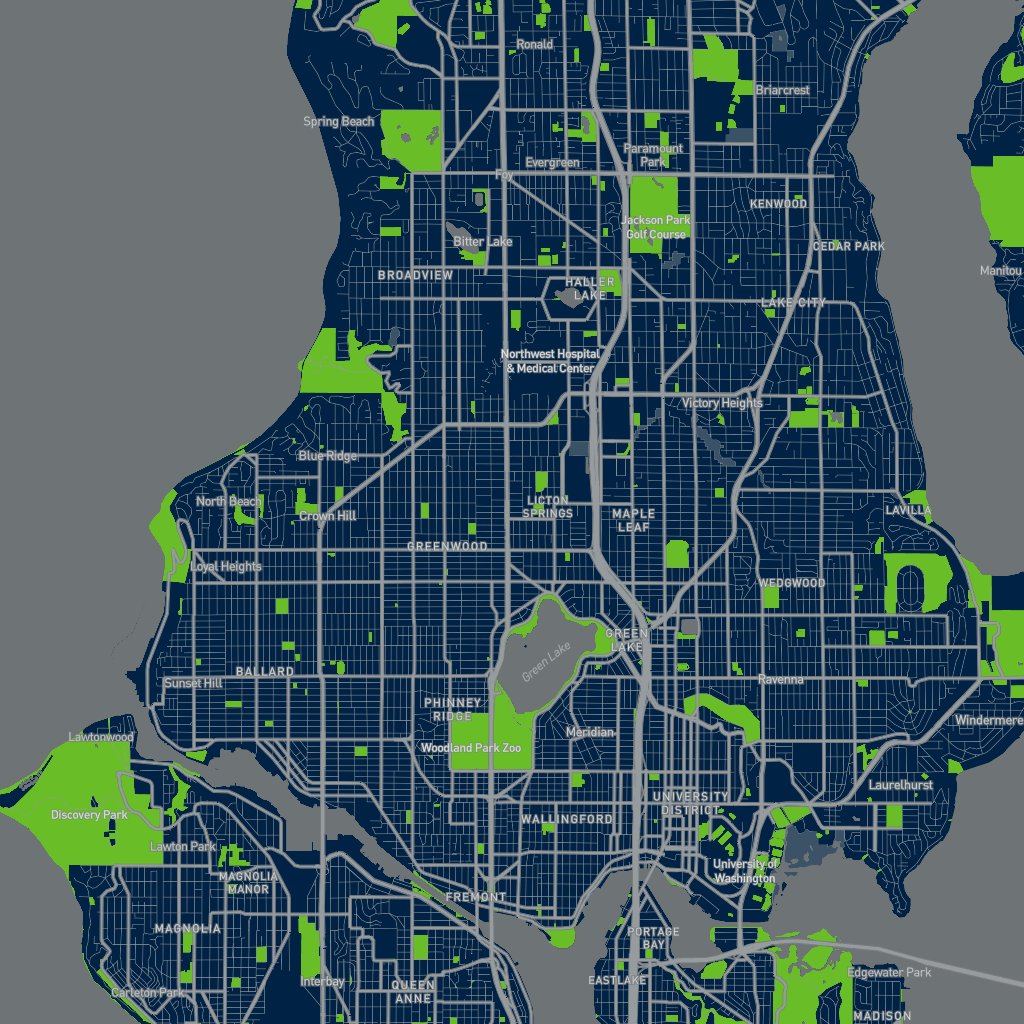 Ronald
Briarcrest
Spring Beach
Paramount
Park
Evergreen
Foy
KENWOOD
Jackson Park
Golf Course
Bitter Lake
CEDAR PARK
BROADVIEW
Manitou
HALLER
LAKE
LAKE CITY
Northwest Hospital
& Medical Center
Victory Heights
Blue Ridge
North Beach
LICTON
SPRINGS
Crown Hill
MAPLE
LEAF
LAVILLA
GREENWOOD
Loyal Heights
WEDGWOOD
GREEN
LAKE
Green Lake
BALLARD
Sunset Hill
Ravenna
PHINNEY
RIDGE
Windermere
Meridian
Lawtonwood
Woodland Park Zoo
Laurelhurst
UNIVERSITY
DISTRICT
Discovery Park
WALLINGFORD
Lawton Park
University of
Washington
MAGNOLIA
MANOR
FREMONT
MAGNOLIA
PORTAGE
BAY
Edgewater Park
Interbay
EASTLAKE
QUEEN
ANNE
Carleton Park
MADISON